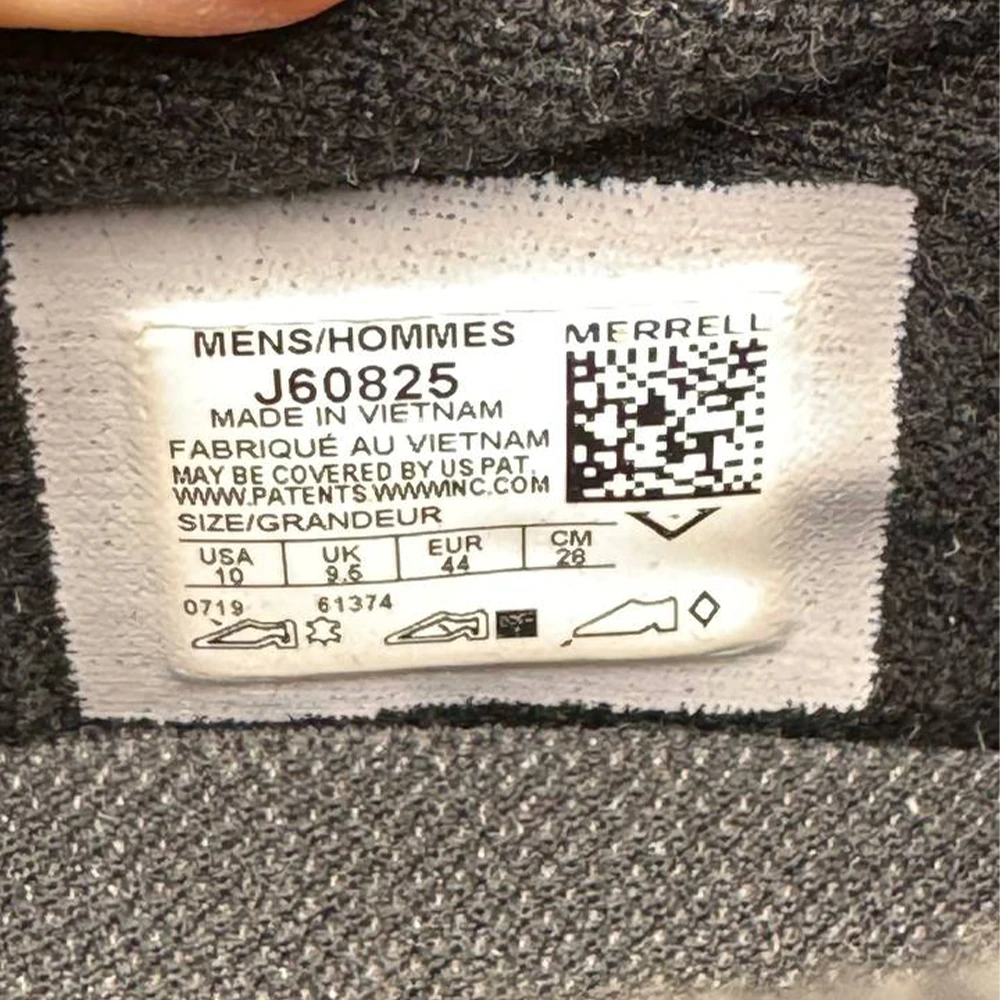 MENS/HOMMES
MERRELL
J60825
MADE IN VIETNAM
FABRIQUÉ AU VIETNAM
MAY BE COVERED BY US PAT.
WWW.PATENTS.WWWINC.COM
SIZE/GRANDEUR
USA UK EUR CM
10 9.5 44 28
0719 61374